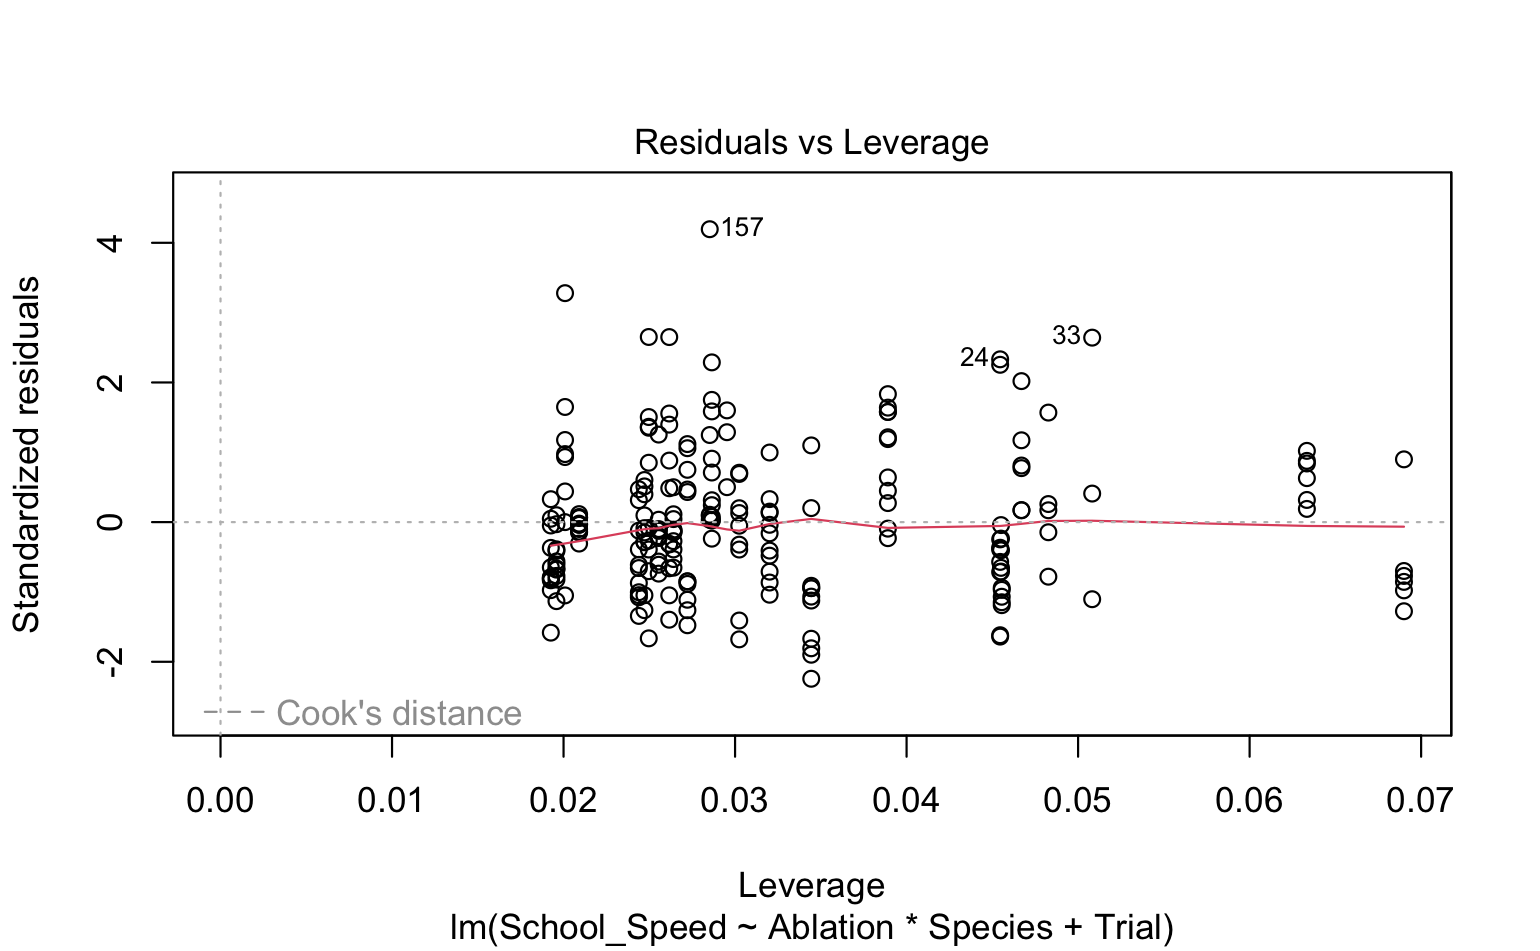 Residuals vs Leverage
Standardized residuals
4
2
0
-2
157
33
24
Cook's distance
0.00 0.01 0.02 0.03 0.04 0.05 0.06 0.07
Leverage
lm(School_Speed ~ Ablation * Species + Trial)